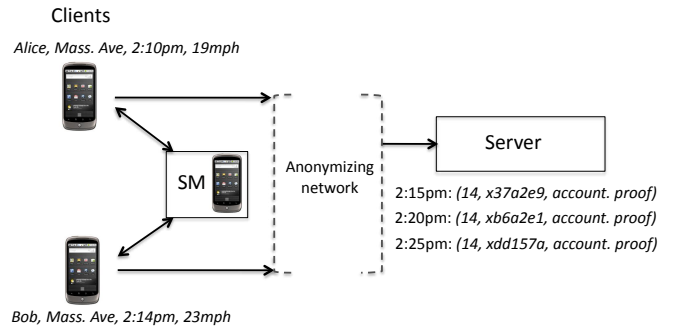 Clients
Alice, Mass. Ave, 2:10pm, 19mph
SM
Anonymizing
network
Server
2:15pm: (14, x37a2e9, account. proof)
2:20pm: (14, xb6a2e1, account. proof)
2:25pm: (14, xdd157a, account. proof)
Bob, Mass. Ave, 2:14pm, 23mph